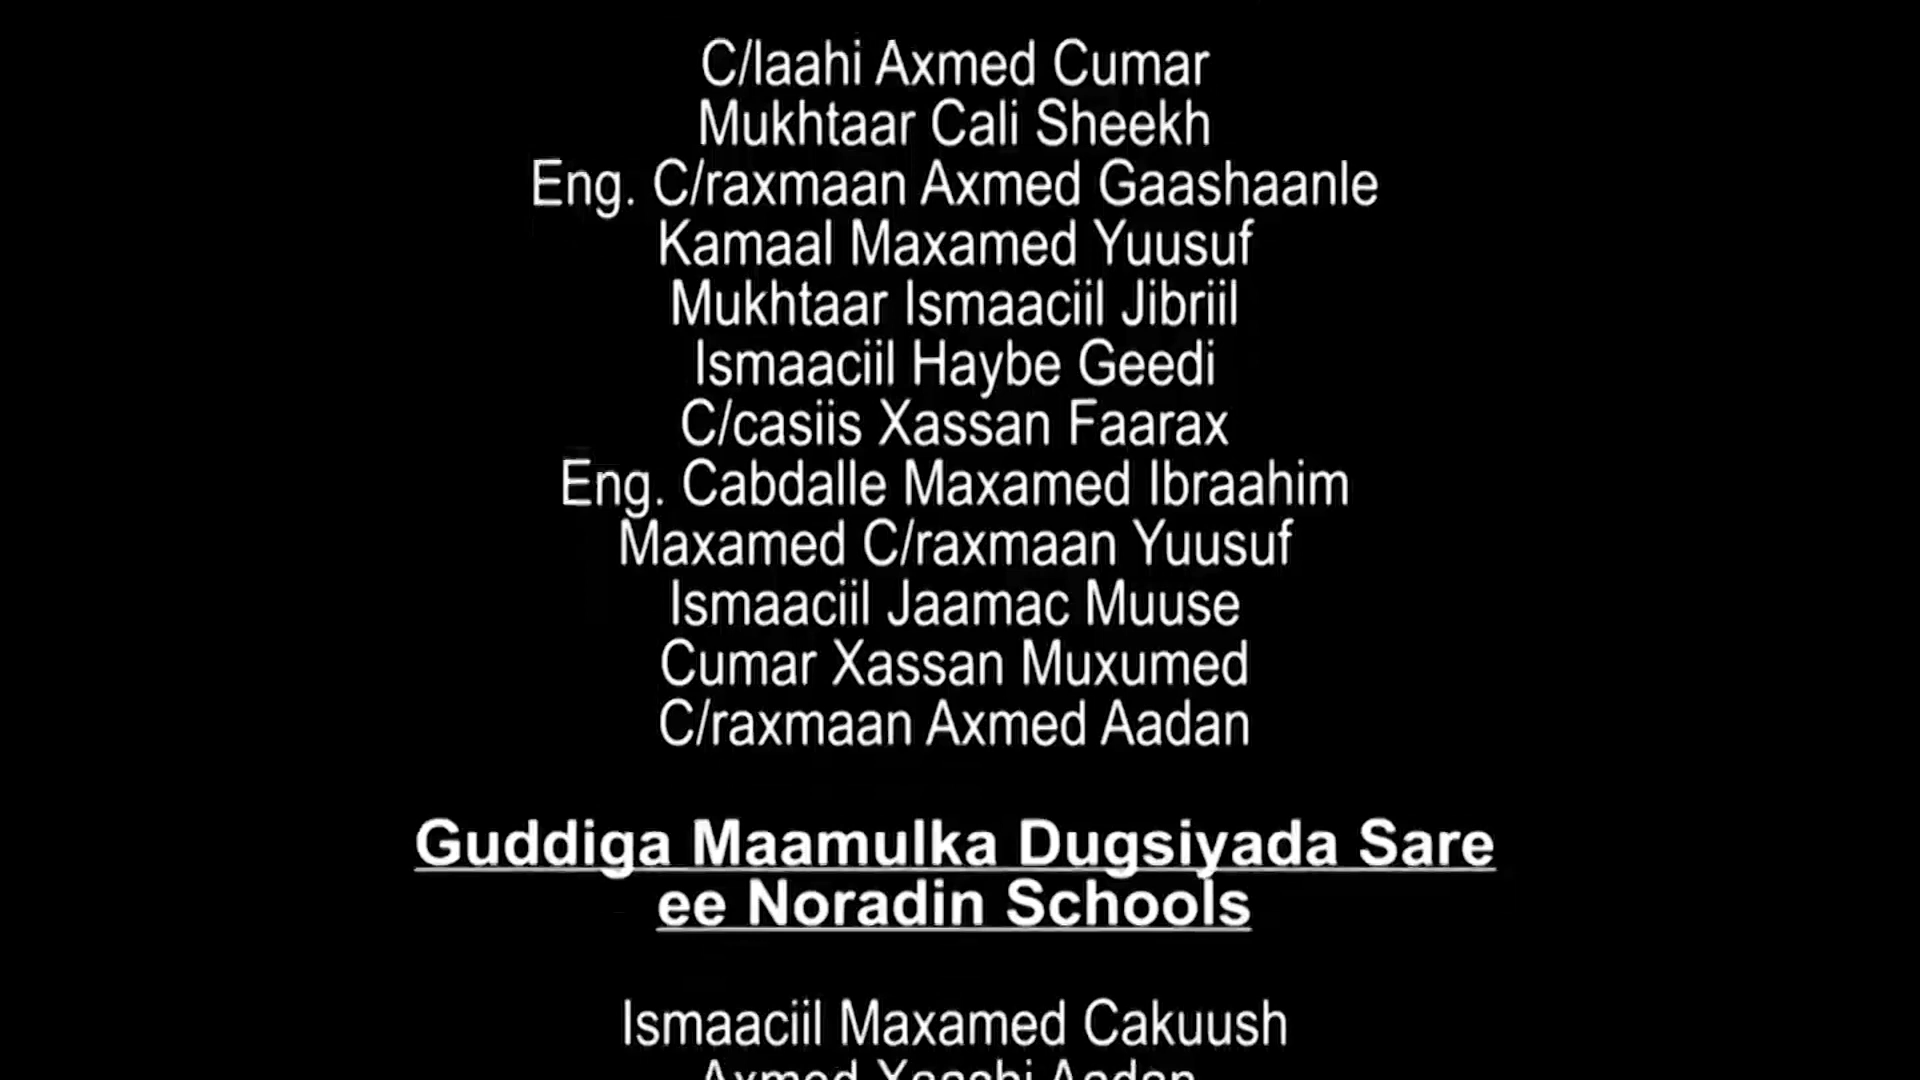 C/laahi Axmed Cumar
Mukhtaar Cali Sheekh
Eng. C/raxmaan Axmed Gaashaanle
Kamaal Maxamed Yuusuf
Mukhtaar Ismaaciil Jibriil
Ismaaciil Haybe Geedi
C/casiis Xassan Faarax
Eng. Cabdalle Maxamed Ibraahim
Maxamed C/raxmaan Yuusuf
Ismaaciil Jaamac Muuse
Cumar Xassan Muxumed
C/raxmaan Axmed Aadan
Guddiga Maamulka Dugsiyada Sare
ee Noradin Schools
Ismaaciil Maxamed Cakuush
Axmed Aadan